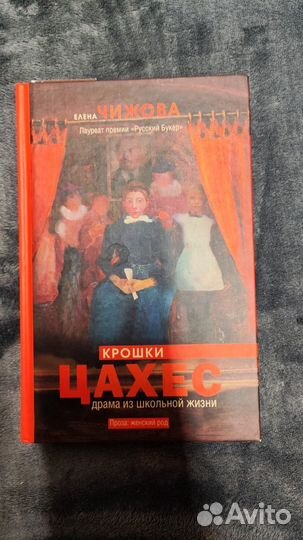 ЕЛЕНА ЧИЖОВА
Лауреат премии «Русский Букер»
КРОШКИ
ЦАХЕС
драма из школьной жизни
Проза: женский род
Avito